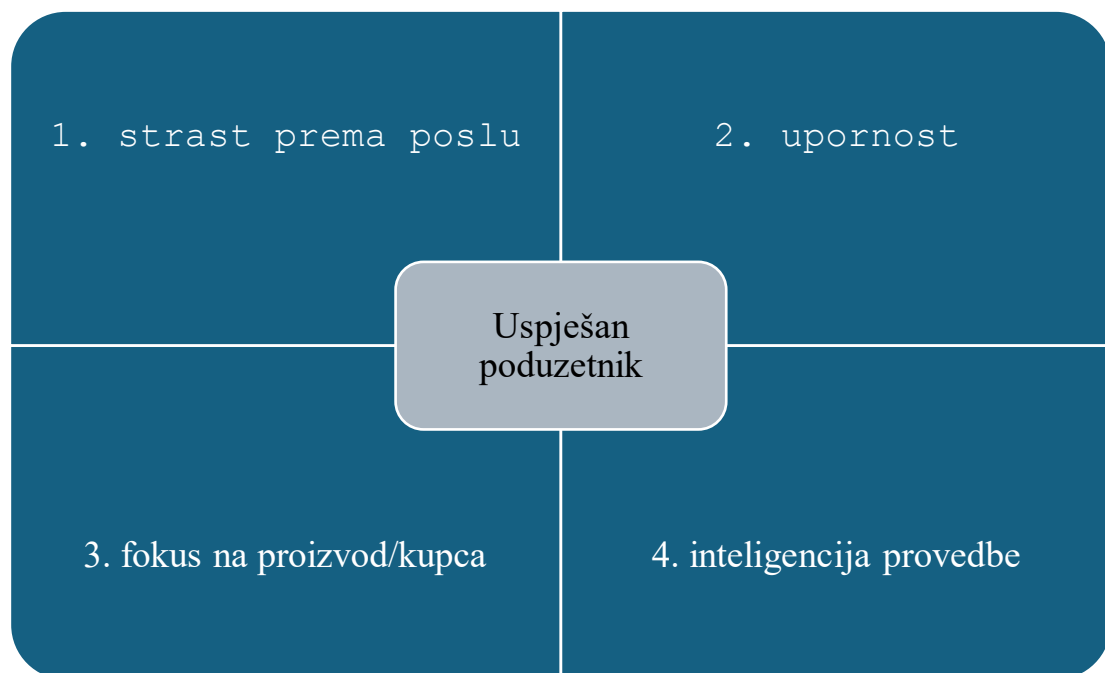 1. strast prema poslu
2. upornost
Uspješan
poduzetnik
3. fokus na proizvod/kupca
4. inteligencija provedbe